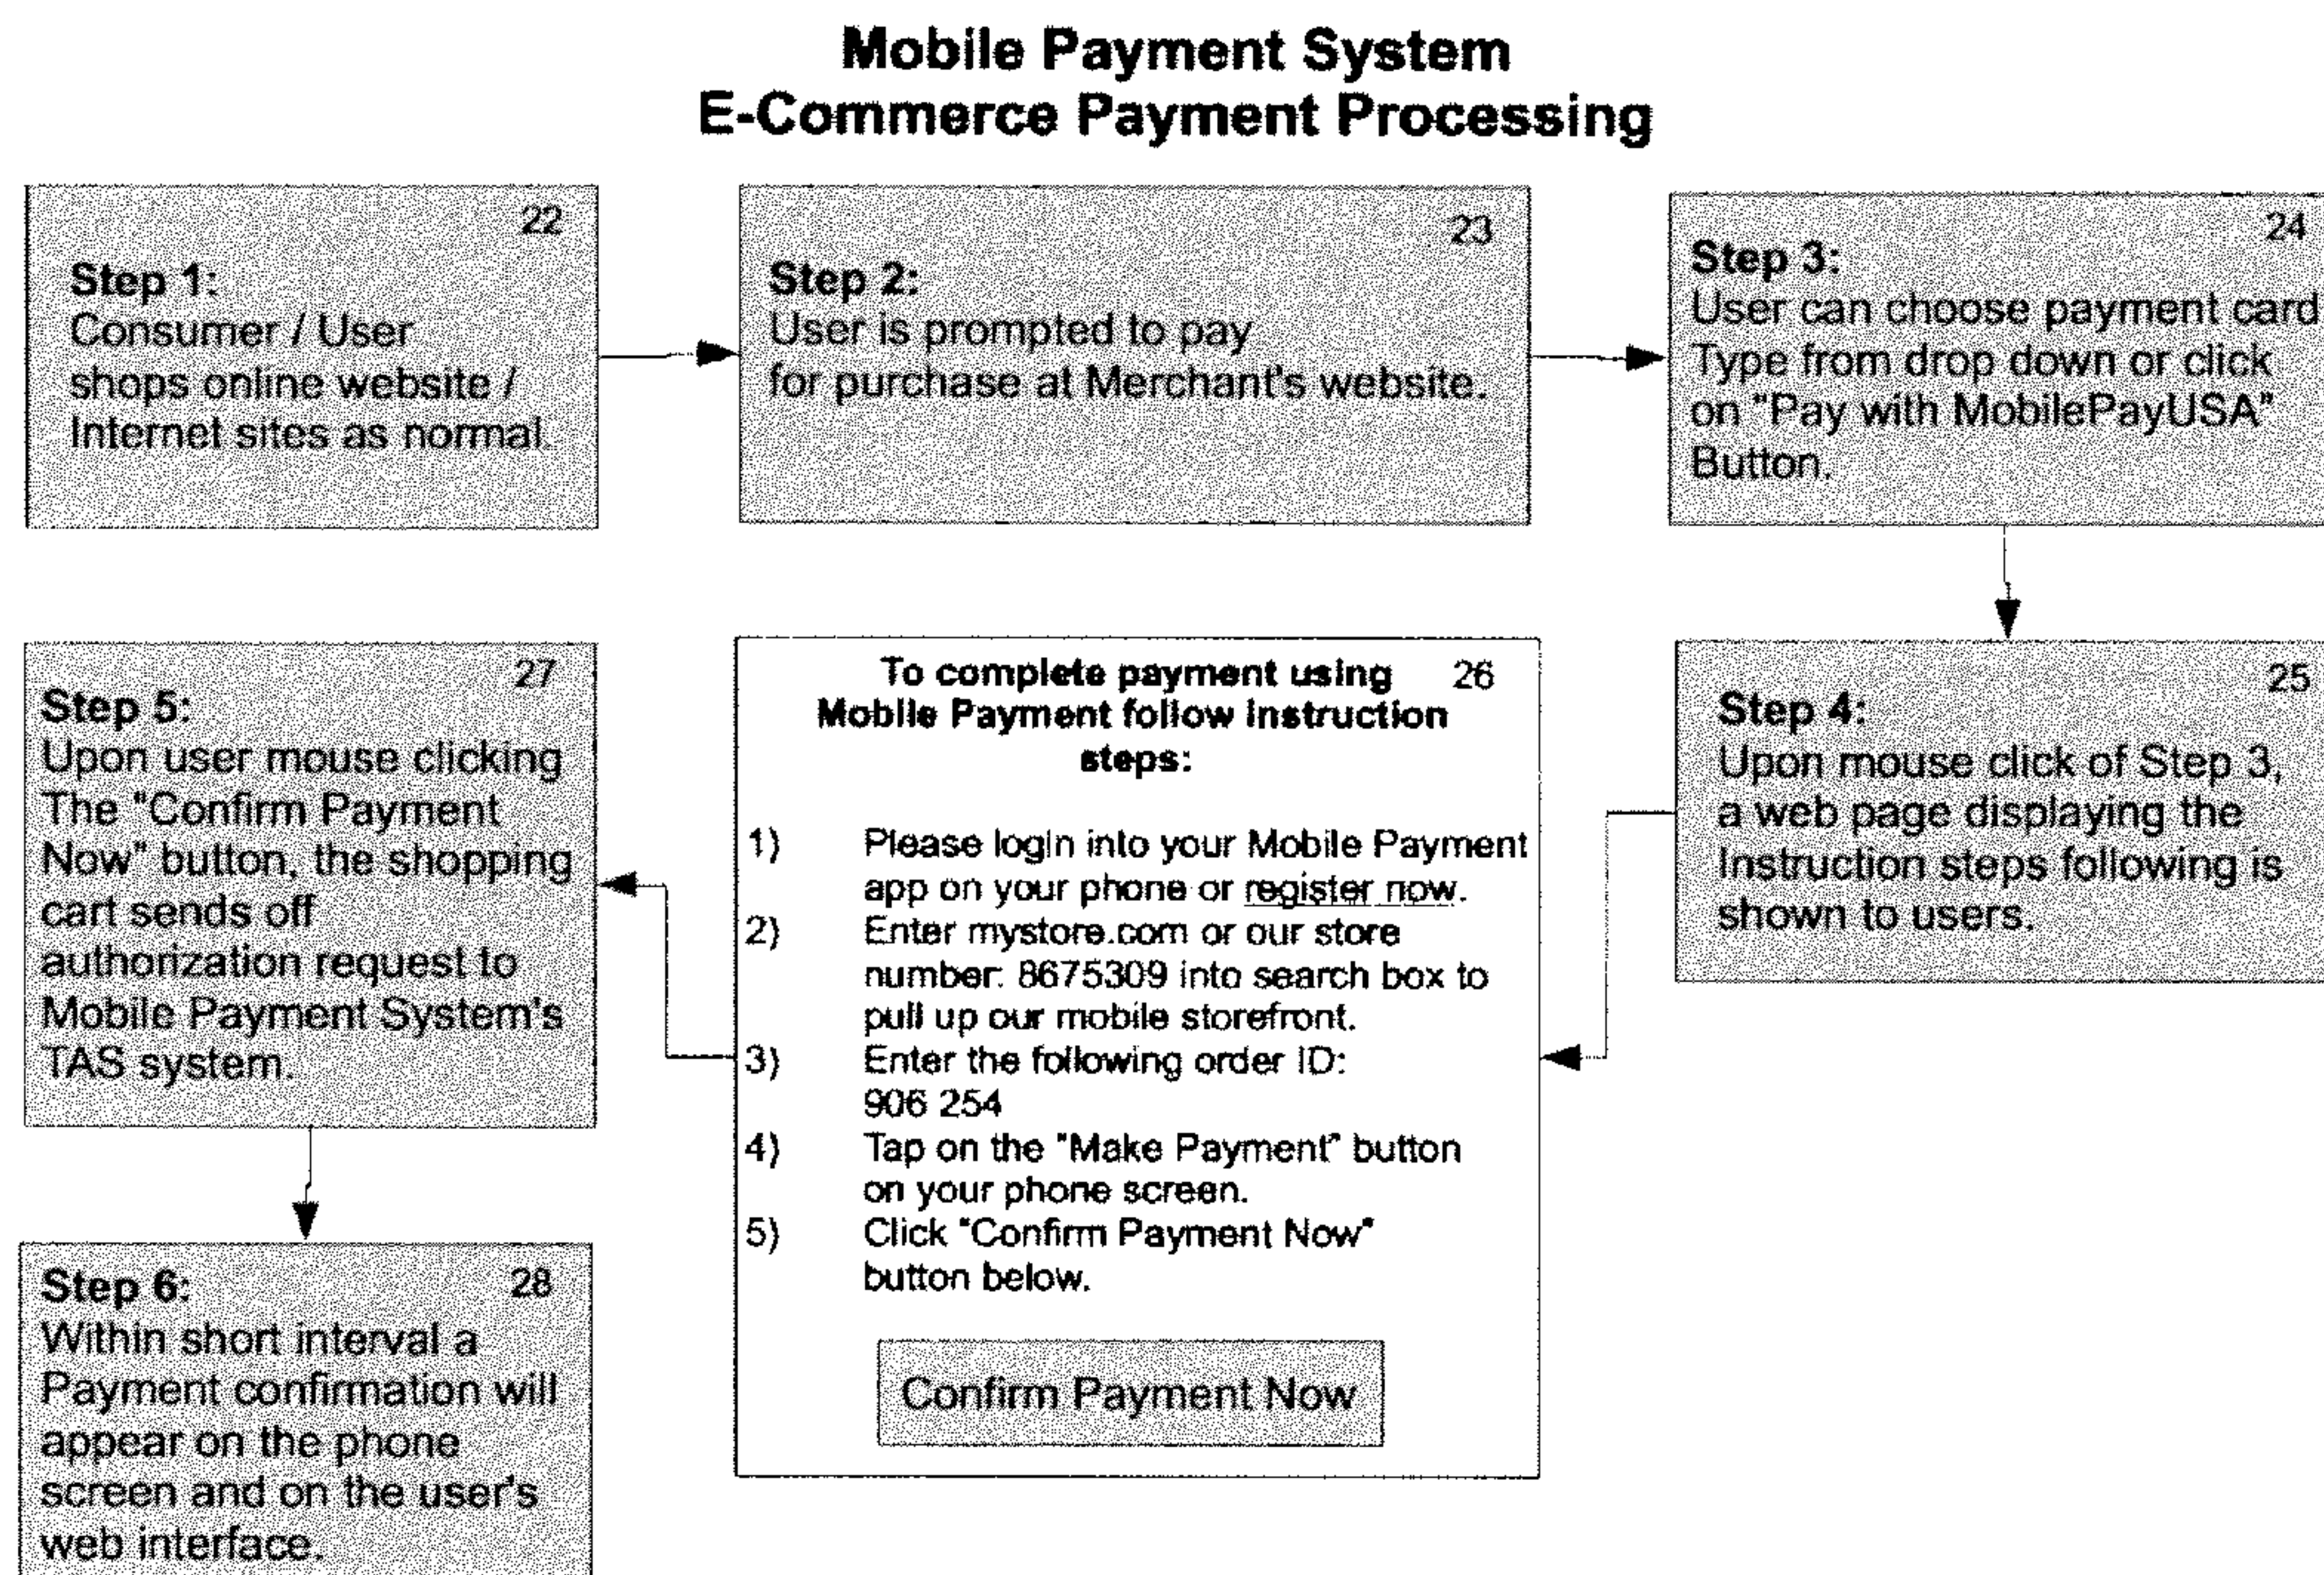 Mobile Payment System
E-Commerce Payment Processing
22
Step 1:
Consumer / User
shops online website /
Internet sites as normal.
23
Step 2:
User is prompted to pay
for purchase at Merchant's website.
24
Step 3:
User can choose payment card
Type from drop down or click
on "Pay with MobilePayUSA"
Button.
25
Step 4:
Upon mouse click of Step 3,
a web page displaying the
Instruction steps following is
shown to users.
To complete payment using 26
Mobile Payment follow Instruction
steps:
1) Please login into your Mobile Payment
app on your phone or register now.
2) Enter mystore.com or our store
number: 8675309 into search box to
pull up our mobile storefront.
3) Enter the following order ID:
906 254
4) Tap on the "Make Payment" button
on your phone screen.
5) Click "Confirm Payment Now"
button below.
Confirm Payment Now
27
Step 5:
Upon user mouse clicking
The "Confirm Payment
Now" button, the shopping
cart sends off
authorization request to
Mobile Payment System's
TAS system.
Step 6: 28
Within short interval a
Payment confirmation will
appear on the phone
screen and on the user's
web interface.